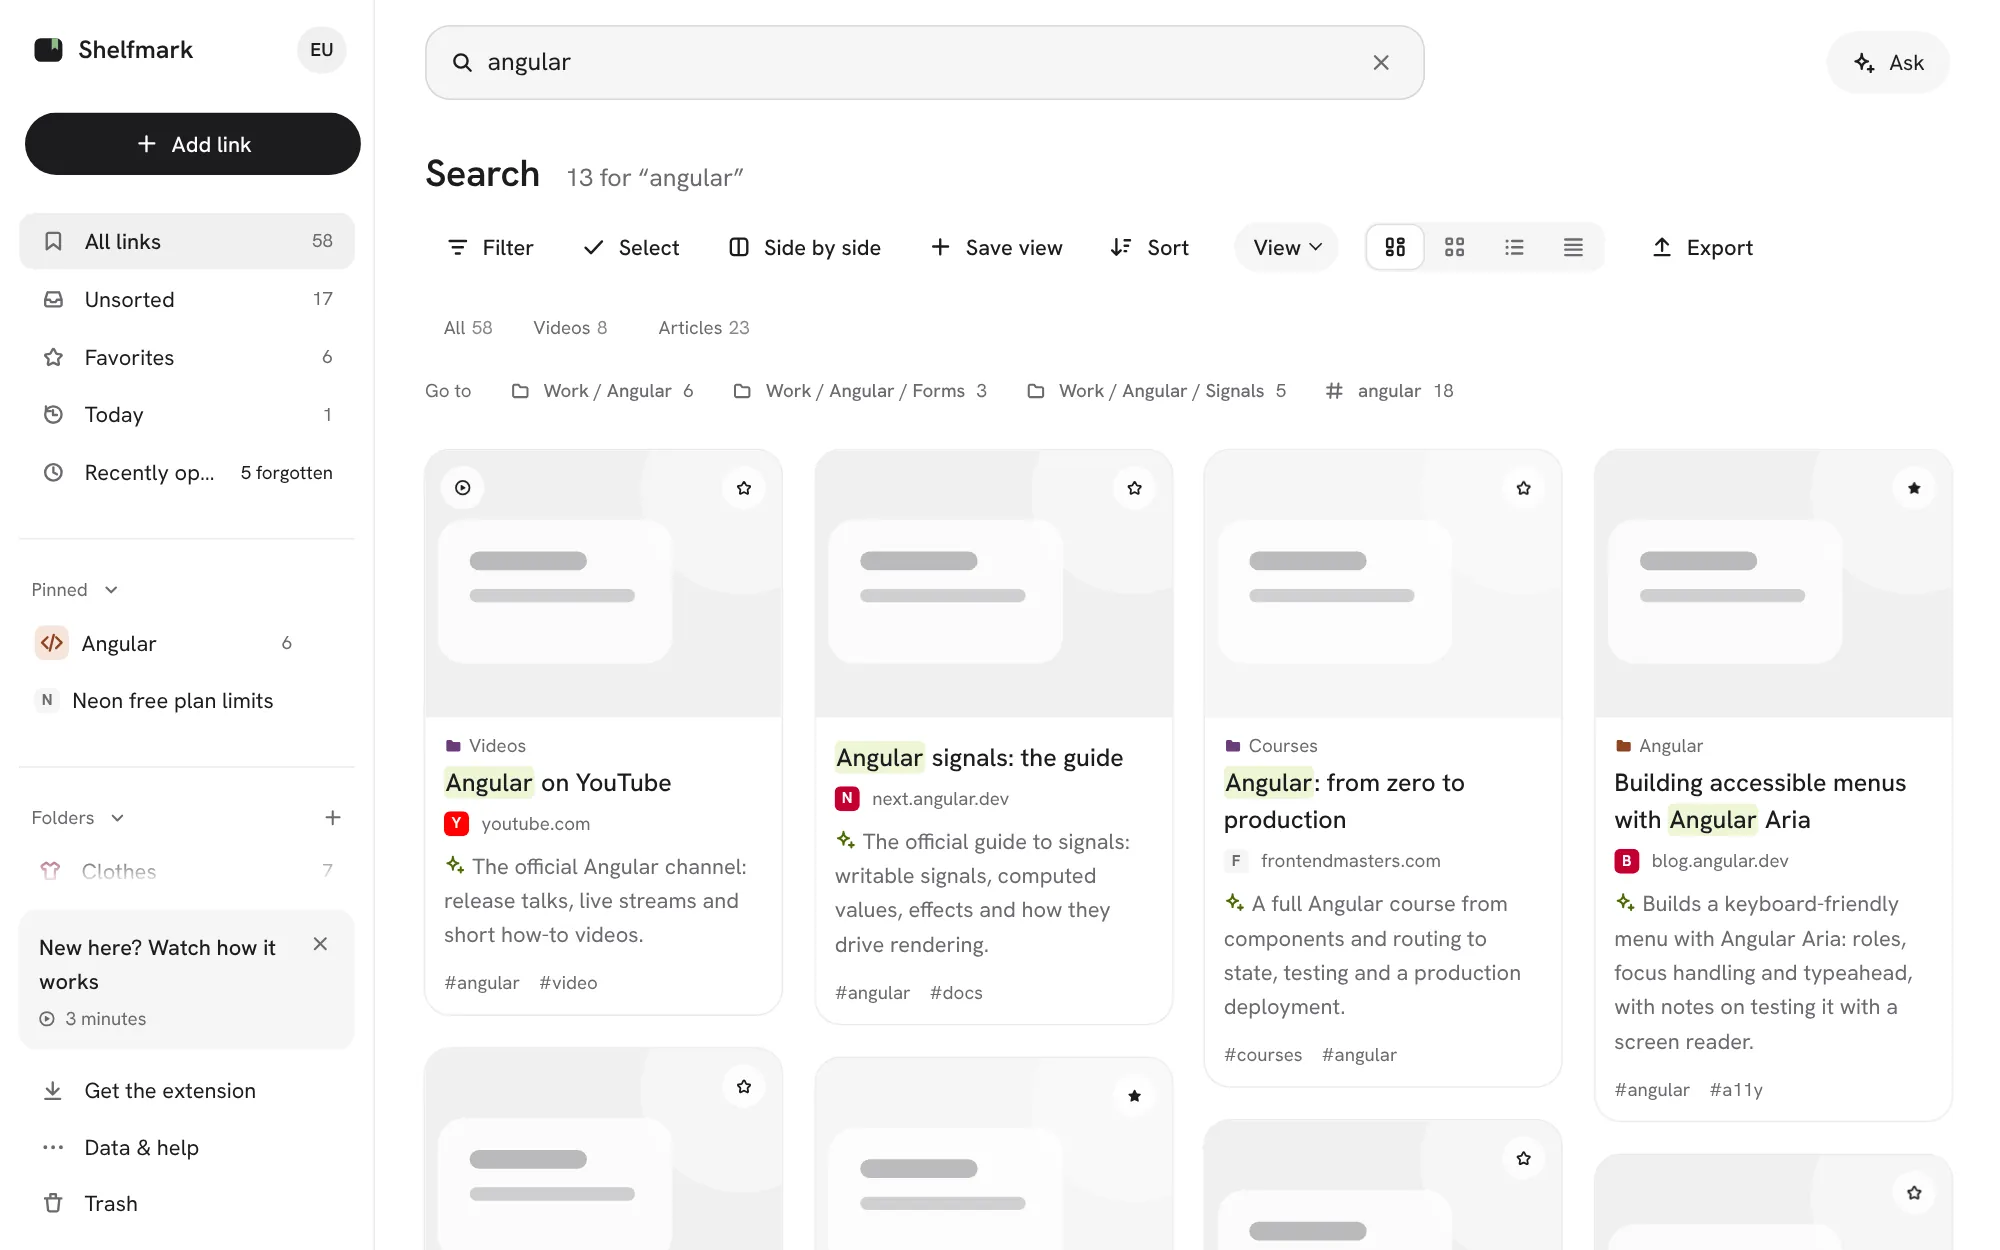 Shelfmark
EU
Add link
All links 58
Unsorted 17
Favorites 6
Today 1
Recently op... 5 forgotten
Pinned
Angular 6
N Neon free plan limits
Folders
Clothes 7
New here? Watch how it
works
3 minutes
Get the extension
Data & help
Trash
angular
Ask
Search 13 for “angular”
Filter Select Side by side Save view Sort View Export
All 58 Videos 8 Articles 23
Go to Work / Angular 6 Work / Angular / Forms 3 Work / Angular / Signals 5 # angular 18
Videos
Angular on YouTube
Y youtube.com
The official Angular channel:
release talks, live streams and
short how-to videos.
#angular #video
Angular signals: the guide
N next.angular.dev
The official guide to signals:
writable signals, computed
values, effects and how they
drive rendering.
#angular #docs
Courses
Angular: from zero to
production
F frontendmasters.com
A full Angular course from
components and routing to
state, testing and a production
deployment.
#courses #angular
Angular
Building accessible menus
with Angular Aria
B blog.angular.dev
Builds a keyboard-friendly
menu with Angular Aria: roles,
focus handling and typeahead,
with notes on testing it with a
screen reader.
#angular #a11y